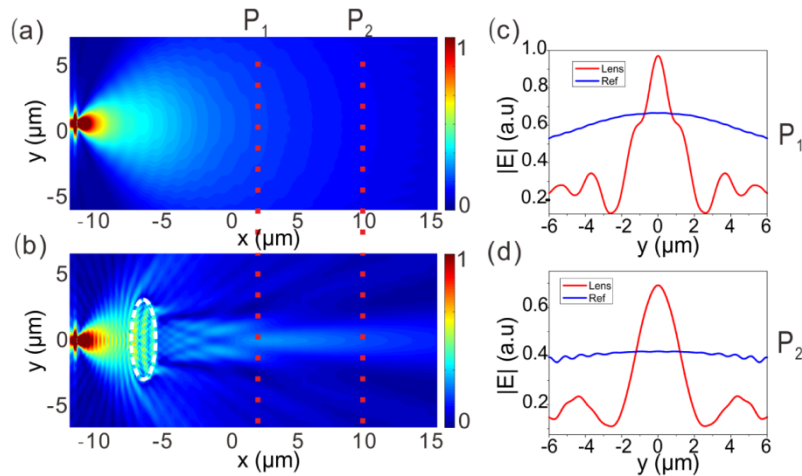 (a)
P1
P2
1
0
5
0
-5
y (μm)
-10
-5
0
5
10
15
x (μm)
(b)
1
0
5
0
-5
y (μm)
-10
-5
0
5
10
15
x (μm)
(c)
1.0
0.8
0.6
0.4
0.2
|E| (a.u)
Lens
Ref
-6 -4 -2 0 2 4 6
y (μm)
P1
(d)
0.6
0.4
0.2
|E| (a.u)
Lens
Ref
-6 -4 -2 0 2 4 6
y (μm)
P2